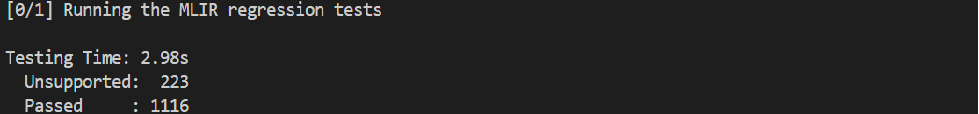 [0/1] Running the MLIR regression tests
Testing Time: 2.98s
  Unsupported:  223
  Passed     : 1116